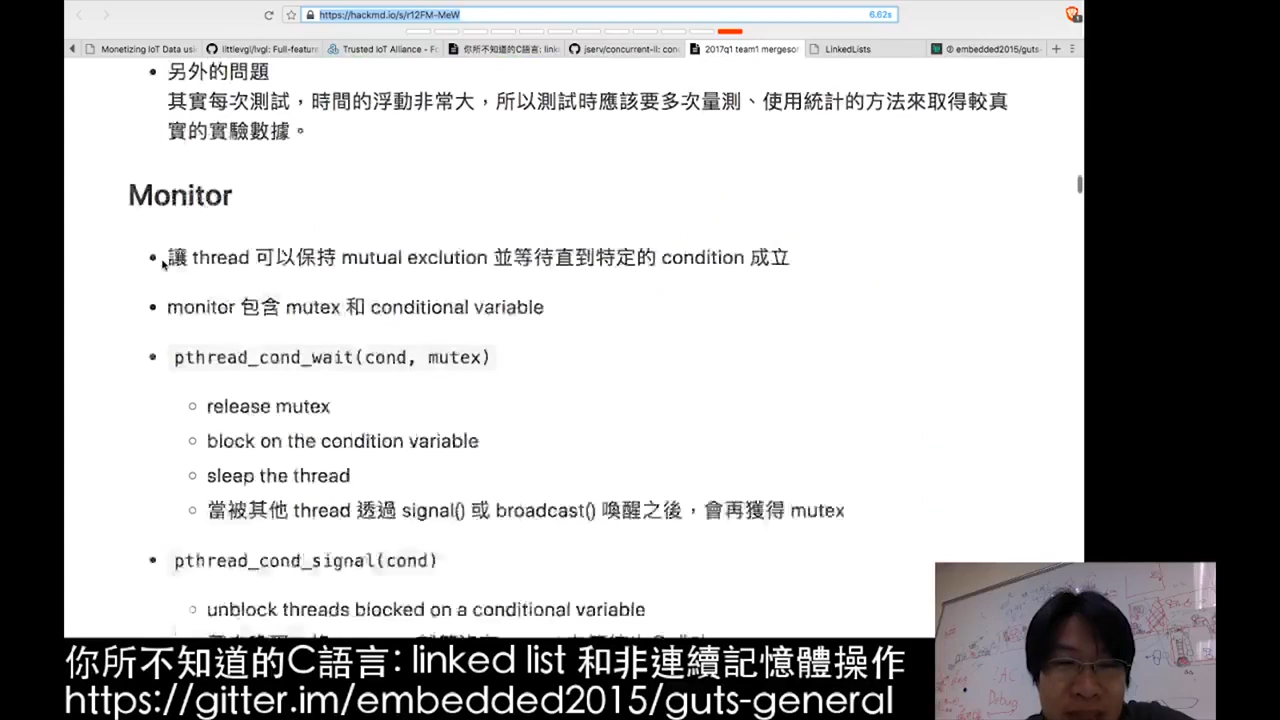 https://hackmd.io/s/r12FM-MeW
6.62s
Monetizing IoT Data usi
littlevgl/lvgl: Full-feature
Trusted IoT Alliance - Fo
你所不知道的C語言: link
jserv/concurrent-ll: conc
2017q1 team1 mergesor
LinkedLists
embedded2015/guts-
另外的問題
其實每次測試，時間的浮動非常大，所以測試時應該要多次量測、使用統計的方法來取得較真
實的實驗數據。
Monitor
讓 thread 可以保持 mutual exclution 並等待直到特定的 condition 成立
monitor 包含 mutex 和 conditional variable
pthread_cond_wait(cond, mutex)
release mutex
block on the condition variable
sleap the thread
當被其他 thread 透過 signal() 或 broadcast() 喚醒之後，會再獲得 mutex
pthread_cond_signal(cond)
unblock threads blocked on a conditional variable
Debug
你所不知道的C語言: linked list 和非連續記憶體操作
https://gitter.im/embedded2015/guts-general